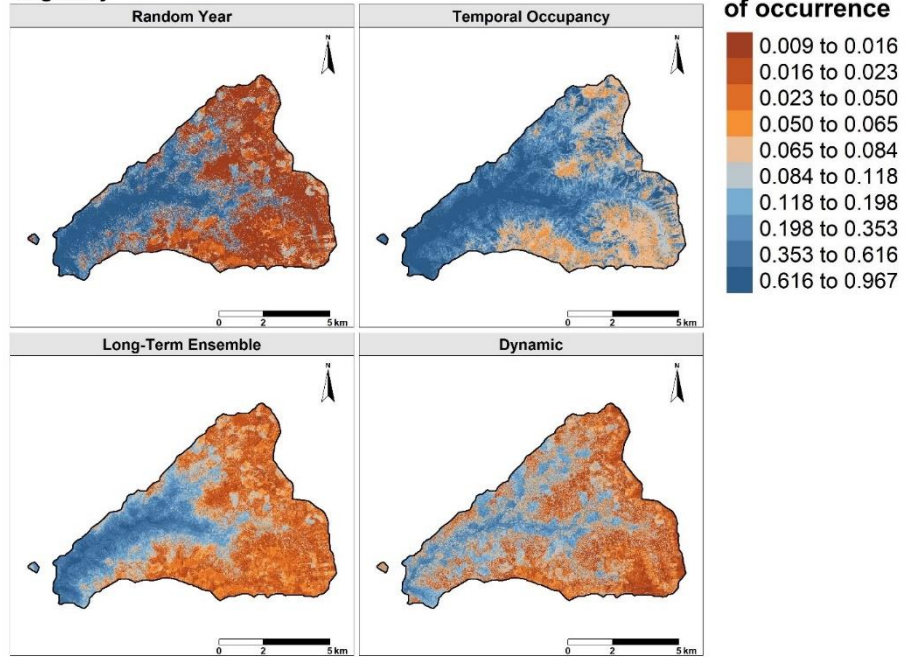 of occurrence
Random Year
Temporal Occupancy
N
N
0 2 5 km
0 2 5 km
0.009 to 0.016
0.016 to 0.023
0.023 to 0.050
0.050 to 0.065
0.065 to 0.084
0.084 to 0.118
0.118 to 0.198
0.198 to 0.353
0.353 to 0.616
0.616 to 0.967
Long-Term Ensemble
Dynamic
N
N
0 2 5 km
0 2 5 km